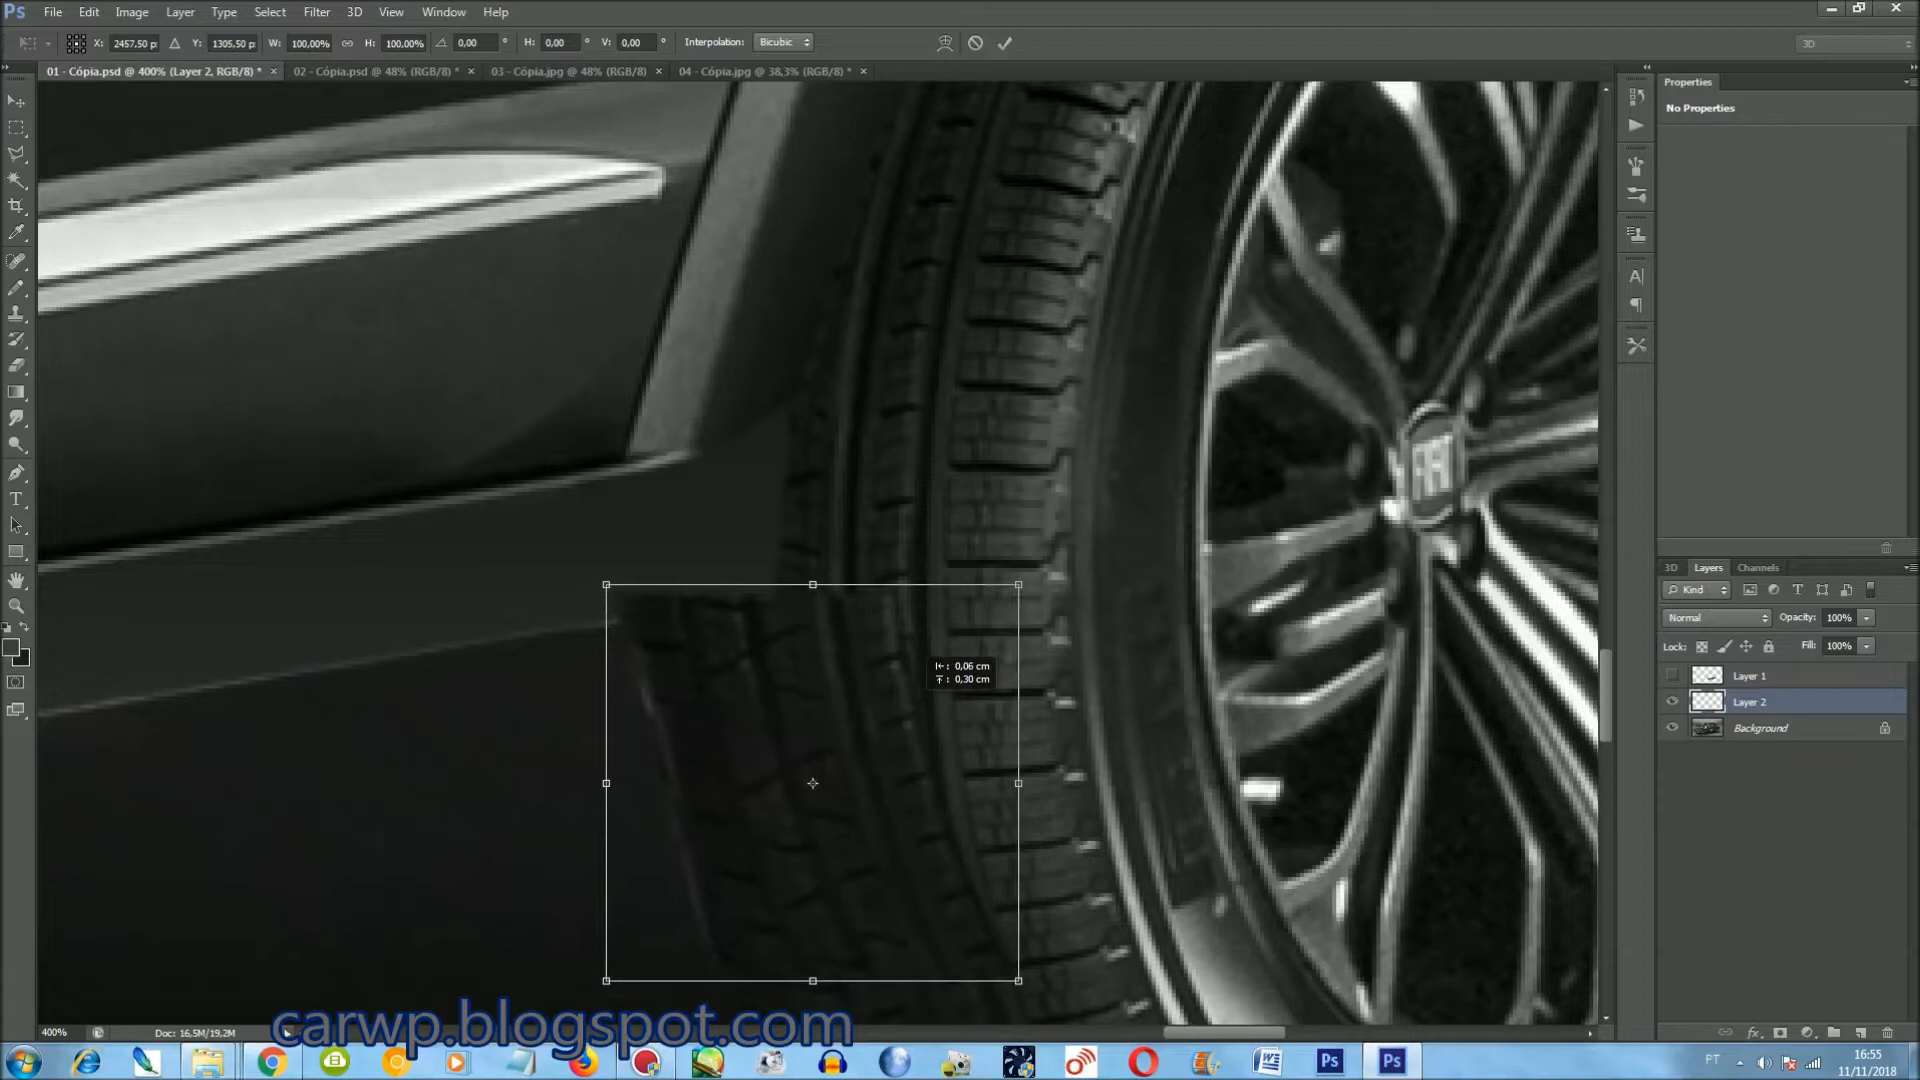 Ps File Edit Image Layer Type Select Filter 3D View Window Help
X: 2457,50 p Y: 1305,50 p W: 100,00% H: 100,00% 0,00 ° H: 0,00 ° V: 0,00 ° Interpolation: Bicubic 3D
01 - Cópia.psd @ 400% (Layer 2, RGB/8) * × 02 - Cópia.psd @ 48% (RGB/8) * × 03 - Cópia.jpg @ 48% (RGB/8) × 04 - Cópia.jpg @ 38,3% (RGB/8) * ×
Properties
No Properties
3D Layers Channels
Kind
Normal Opacity: 100%
Lock: Fill: 100%
Layer 1
Layer 2
Background
: 0,06 cm
: 0,30 cm
400% Doc: 16,5M/19,2M
carwp.blogspot.com
PT
16:55
11/11/2018